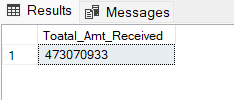 Results Messages
Toatal_Amt_Received
1 473070933